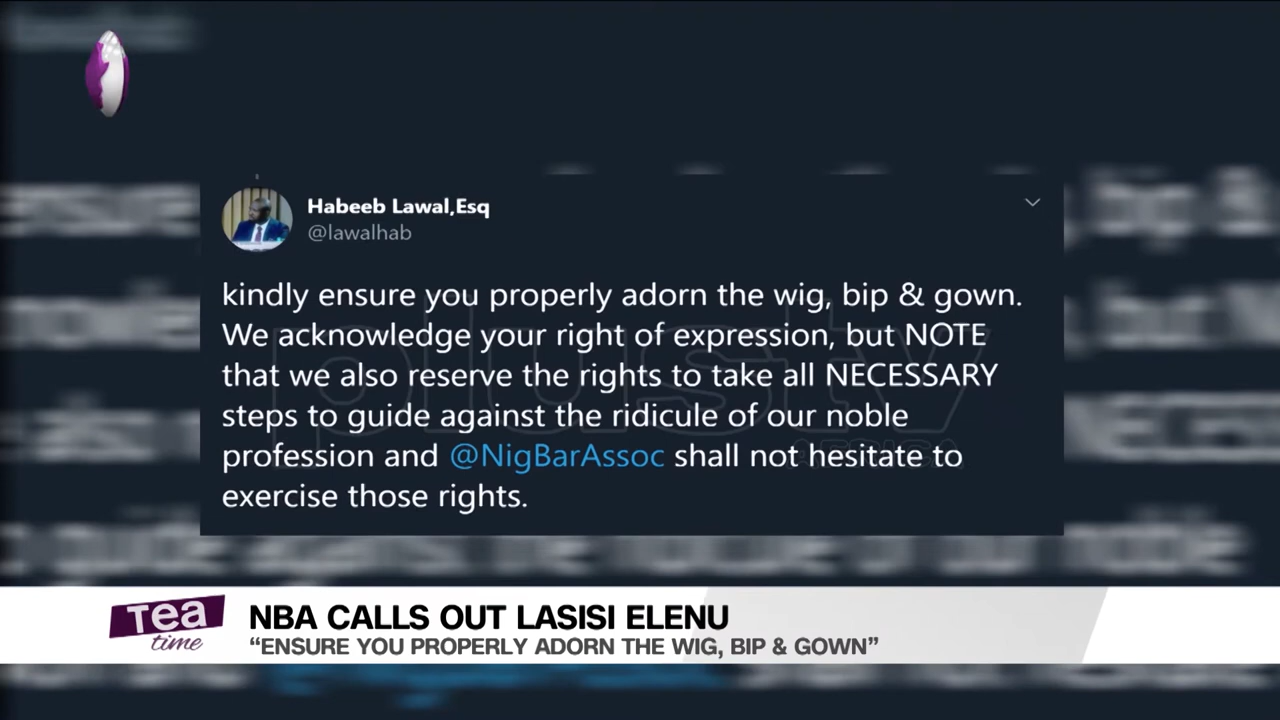 Habeeb Lawal,Esq
@lawalhab
kindly ensure you properly adorn the wig, bip & gown.
We acknowledge your right of expression, but NOTE
that we also reserve the rights to take all NECESSARY
steps to guide against the ridicule of our noble
profession and @NigBarAssoc shall not hesitate to
exercise those rights.
plustv
AFRICA
Tea
time
NBA CALLS OUT LASISI ELENU
“ENSURE YOU PROPERLY ADORN THE WIG, BIP & GOWN”